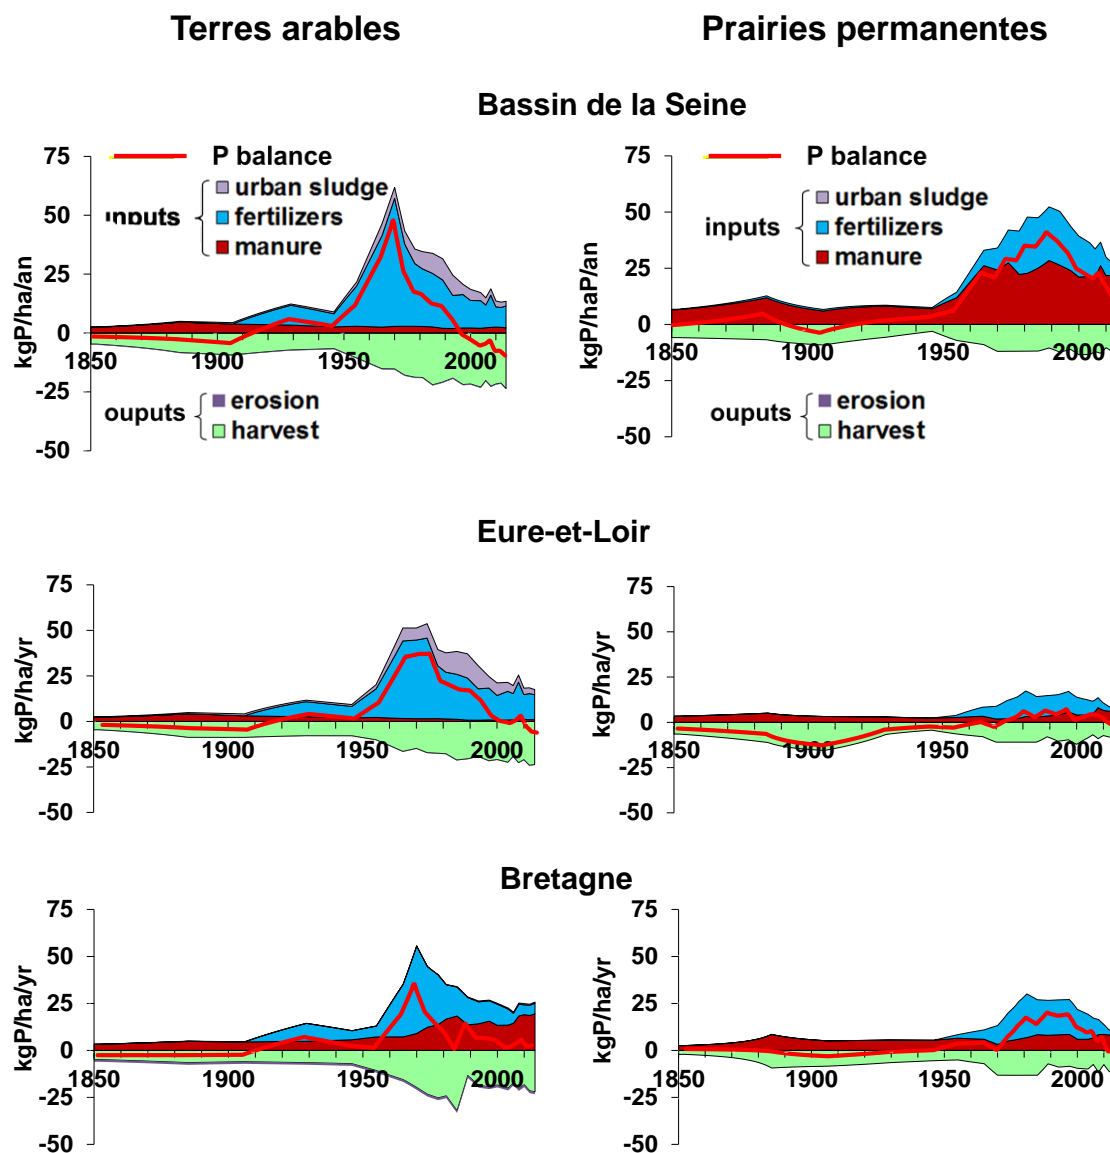 Terres arables
Prairies permanentes
Bassin de la Seine
kgP/ha/an
75
50
25
0
-25
-50
1850
1900
1950
2000
P balance
inputs
urban sludge
fertilizers
manure
ouputs
erosion
harvest
kgP/haP/an
75
50
25
0
-25
-50
1850
1900
1950
2000
P balance
inputs
urban sludge
fertilizers
manure
ouputs
erosion
harvest
Eure-et-Loir
kgP/ha/yr
75
50
25
0
-25
-50
1850
1900
1950
2000
kgP/ha/yr
75
50
25
0
-25
-50
1850
1900
1950
2000
Bretagne
kgP/ha/yr
75
50
25
0
-25
-50
1850
1900
1950
2000
kgP/ha/yr
75
50
25
0
-25
-50
1850
1900
1950
2000